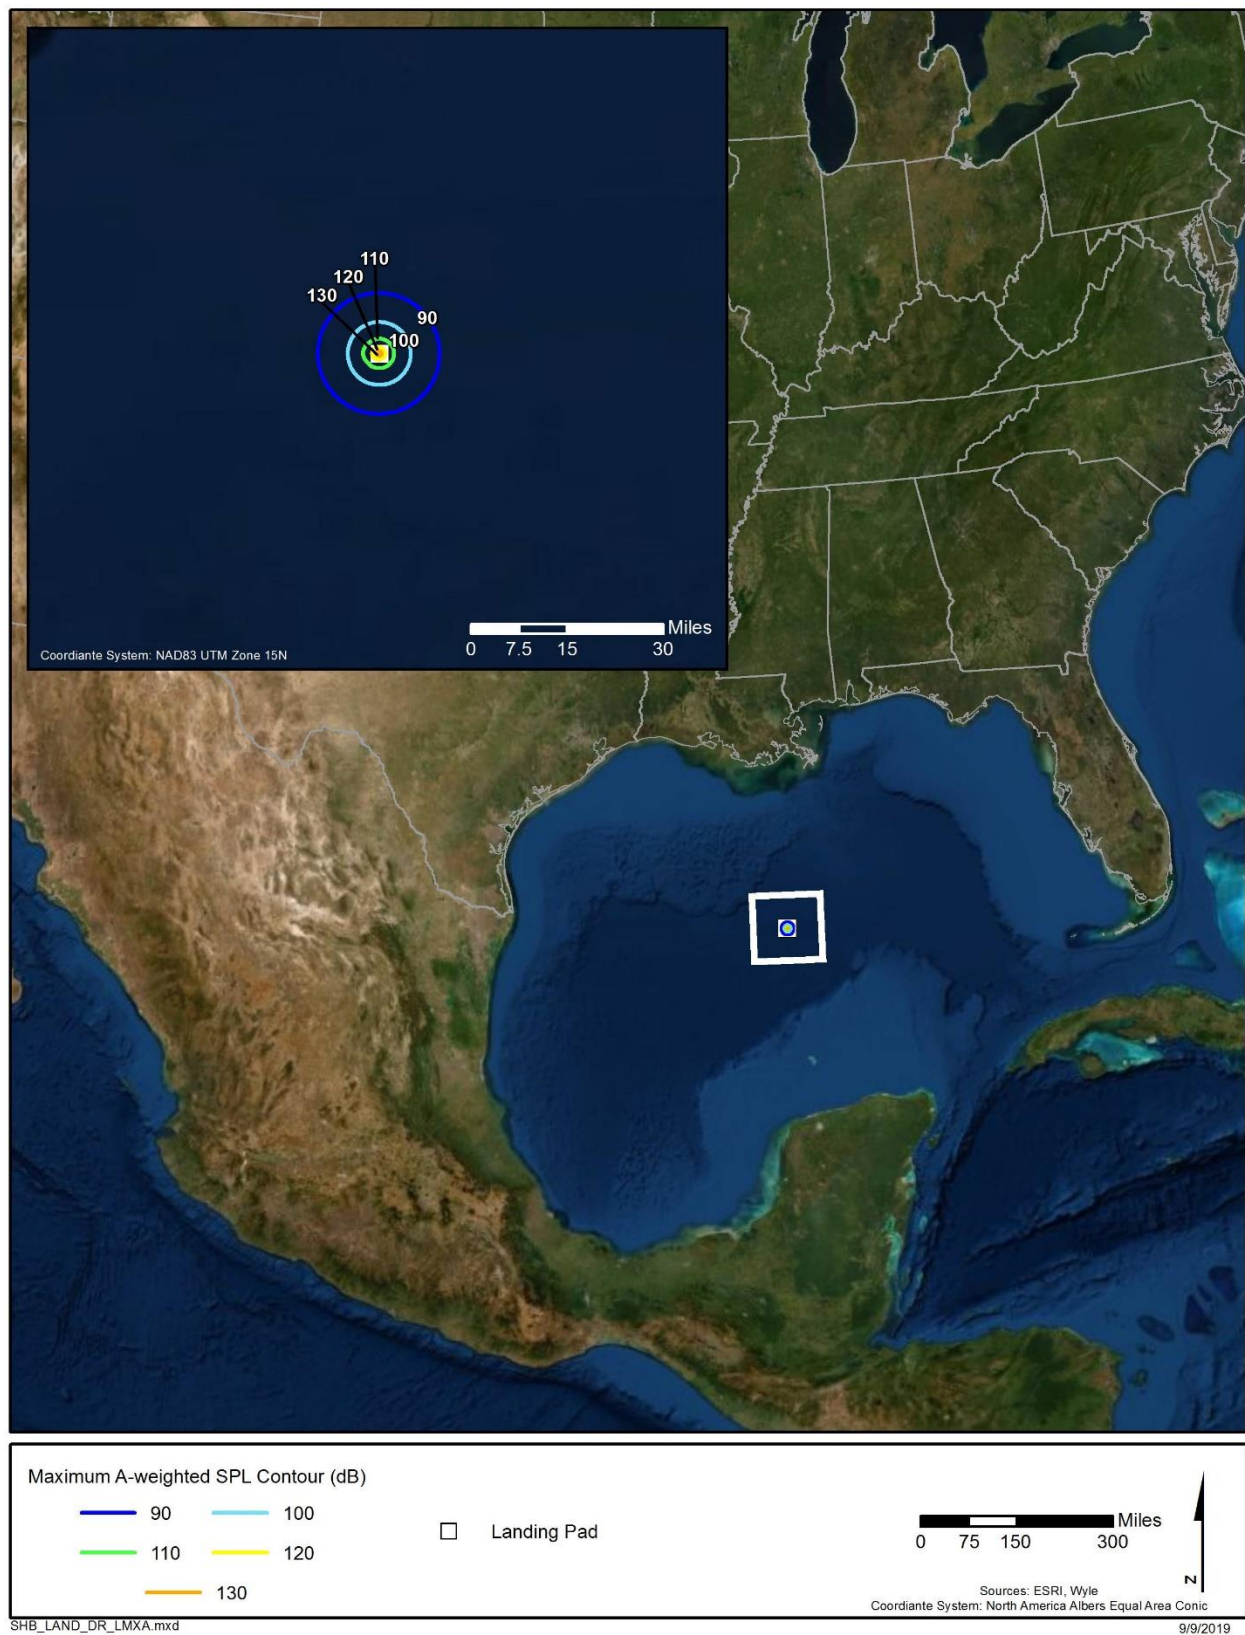 110
120
130
90
100
Miles
0 7.5 15 30
Coordiante System: NAD83 UTM Zone 15N
Maximum A-weighted SPL Contour (dB)
90 100
110 120
130
Landing Pad
Miles
0 75 150 300
N
Sources: ESRI, Wyle
Coordiante System: North America Albers Equal Area Conic
SHB_LAND_DR_LMXA.mxd
9/9/2019